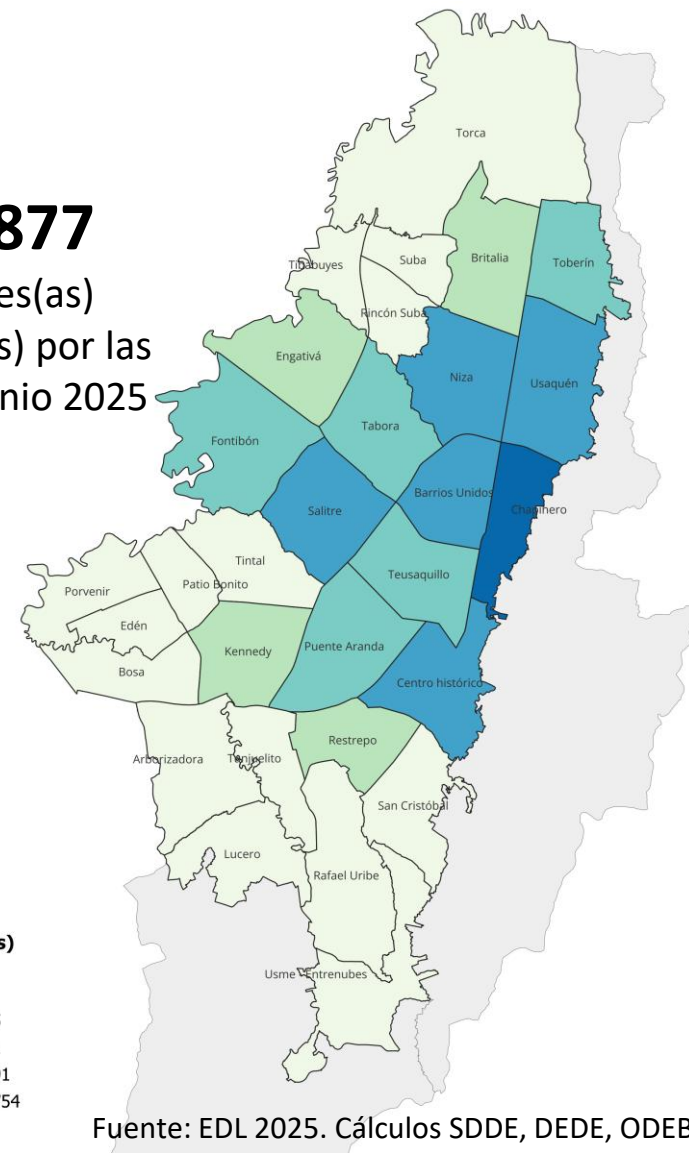 877
es(as)
s) por las
nio 2025
Torca
Tibabuyes
Suba
Britalia
Toberín
Rincón Suba
Engativá
Niza
Usaquén
Tabora
Fontibón
Barrios Unidos
Salitre
Chapinero
Tintal
Teusaquillo
Patio Bonito
Porvenir
Edén
Puente Aranda
Kennedy
Bosa
Centro histórico
Restrepo
Arborizadora
Tunjuelito
San Cristóbal
Lucero
Rafael Uribe
s)
Usme - Entrenubes
91
754
Fuente: EDL 2025. Cálculos SDDE, DEDE, ODEB